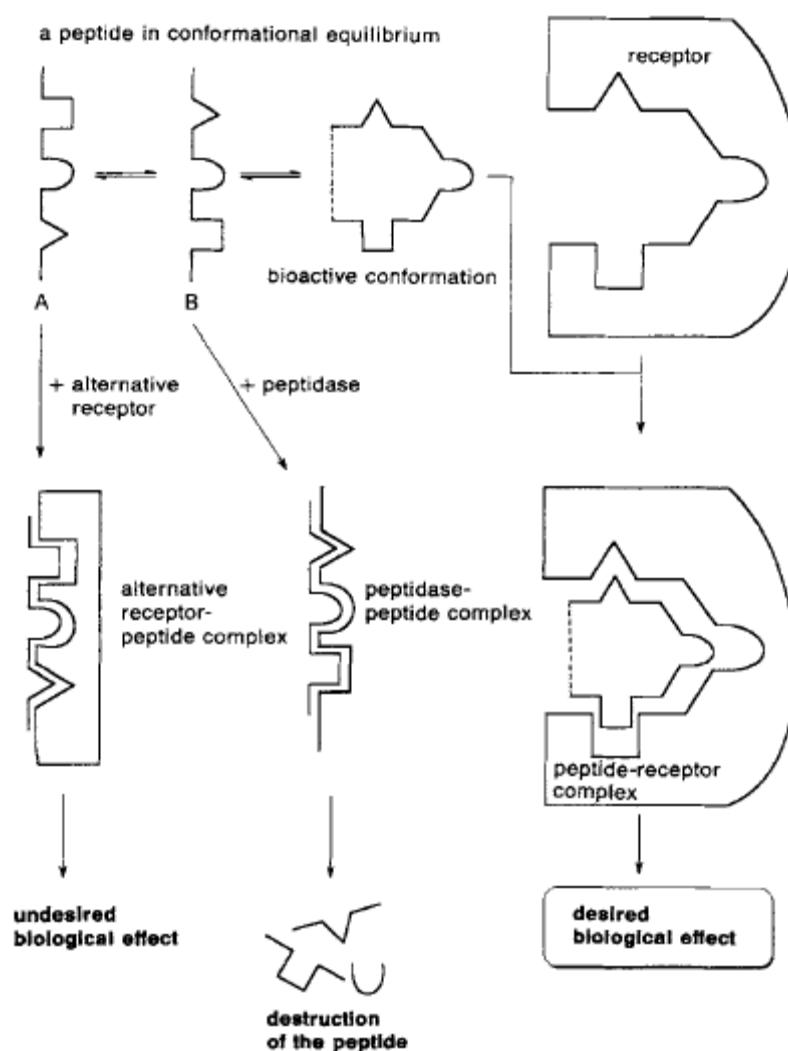 a peptide in conformational equilibrium
receptor
bioactive conformation
A
B
+ alternative
receptor
+ peptidase
alternative
receptor-
peptide complex
peptidase-
peptide complex
peptide-receptor
complex
undesired
biological effect
desired
biological effect
destruction
of the peptide